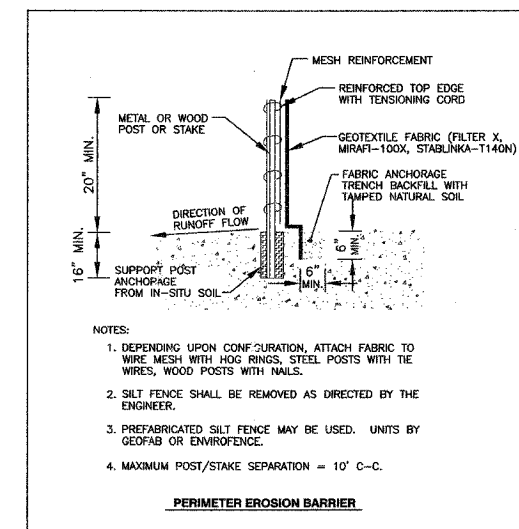 MESH REINFORCEMENT
REINFORCED TOP EDGE
WITH TENSIONING CORD
METAL OR WOOD
POST OR STAKE
GEOTEXTILE FABRIC (FILTER X,
MIRAFI-100X, STABLINKA-T140N)
20" MIN.
FABRIC ANCHORAGE
TRENCH BACKFILL WITH
TAMPED NATURAL SOIL
DIRECTION OF
RUNOFF FLOW
16" MIN.
6"
MIN.
SUPPORT POST
ANCHORAGE
FROM IN-SITU SOIL
6"
MIN.
NOTES:
1. DEPENDING UPON CONFIGURATION, ATTACH FABRIC TO
WIRE MESH WITH HOG RINGS, STEEL POSTS WITH TIE
WIRES, WOOD POSTS WITH NAILS.
2. SILT FENCE SHALL BE REMOVED AS DIRECTED BY THE
ENGINEER.
3. PREFABRICATED SILT FENCE MAY BE USED. UNITS BY
GEOFAB OR ENVIROFENCE.
4. MAXIMUM POST/STAKE SEPARATION = 10' C-C.
PERIMETER EROSION BARRIER